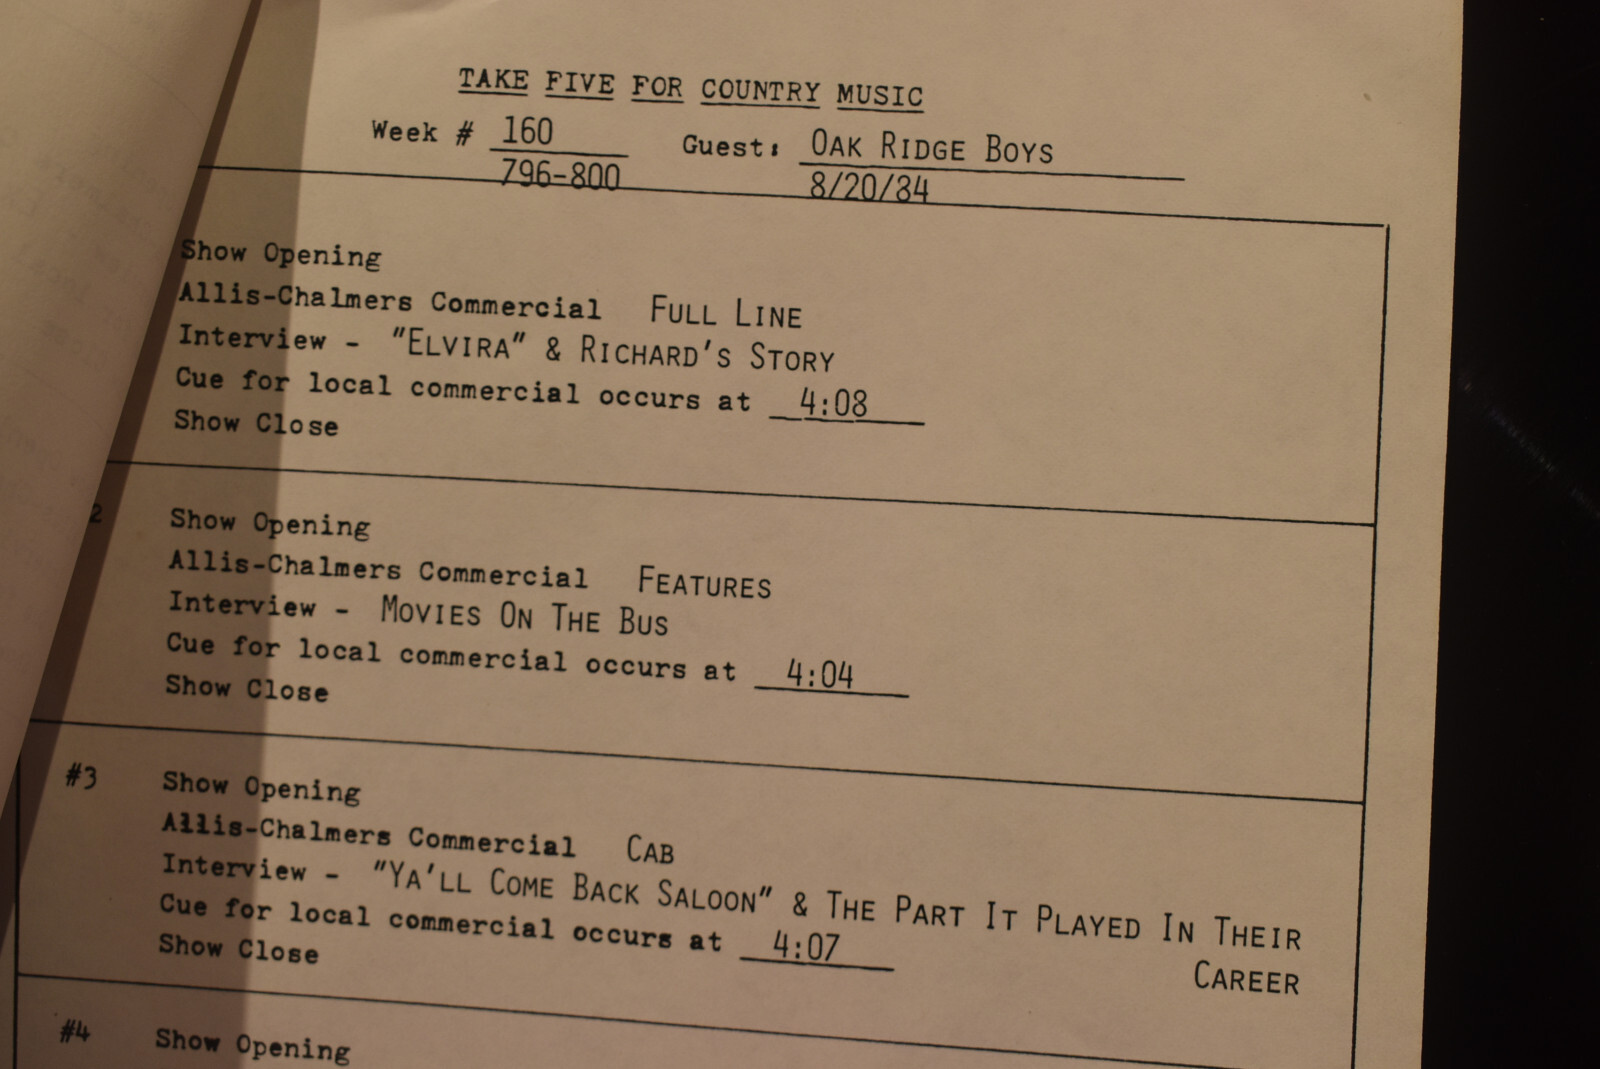 TAKE FIVE FOR COUNTRY MUSIC
Week # 160 Guest: OAK RIDGE BOYS
796-800 8/20/84
Show Opening
Allis-Chalmers Commercial FULL LINE
Interview - "ELVIRA" & RICHARD'S STORY
Cue for local commercial occurs at 4:08
Show Close
2 Show Opening
Allis-Chalmers Commercial FEATURES
Interview - MOVIES ON THE BUS
Cue for local commercial occurs at 4:04
Show Close
#3 Show Opening
Allis-Chalmers Commercial CAB
Interview - "YA'LL COME BACK SALOON" & THE PART IT PLAYED IN THEIR
CAREER
Cue for local commercial occurs at 4:07
Show Close
#4 Show Opening